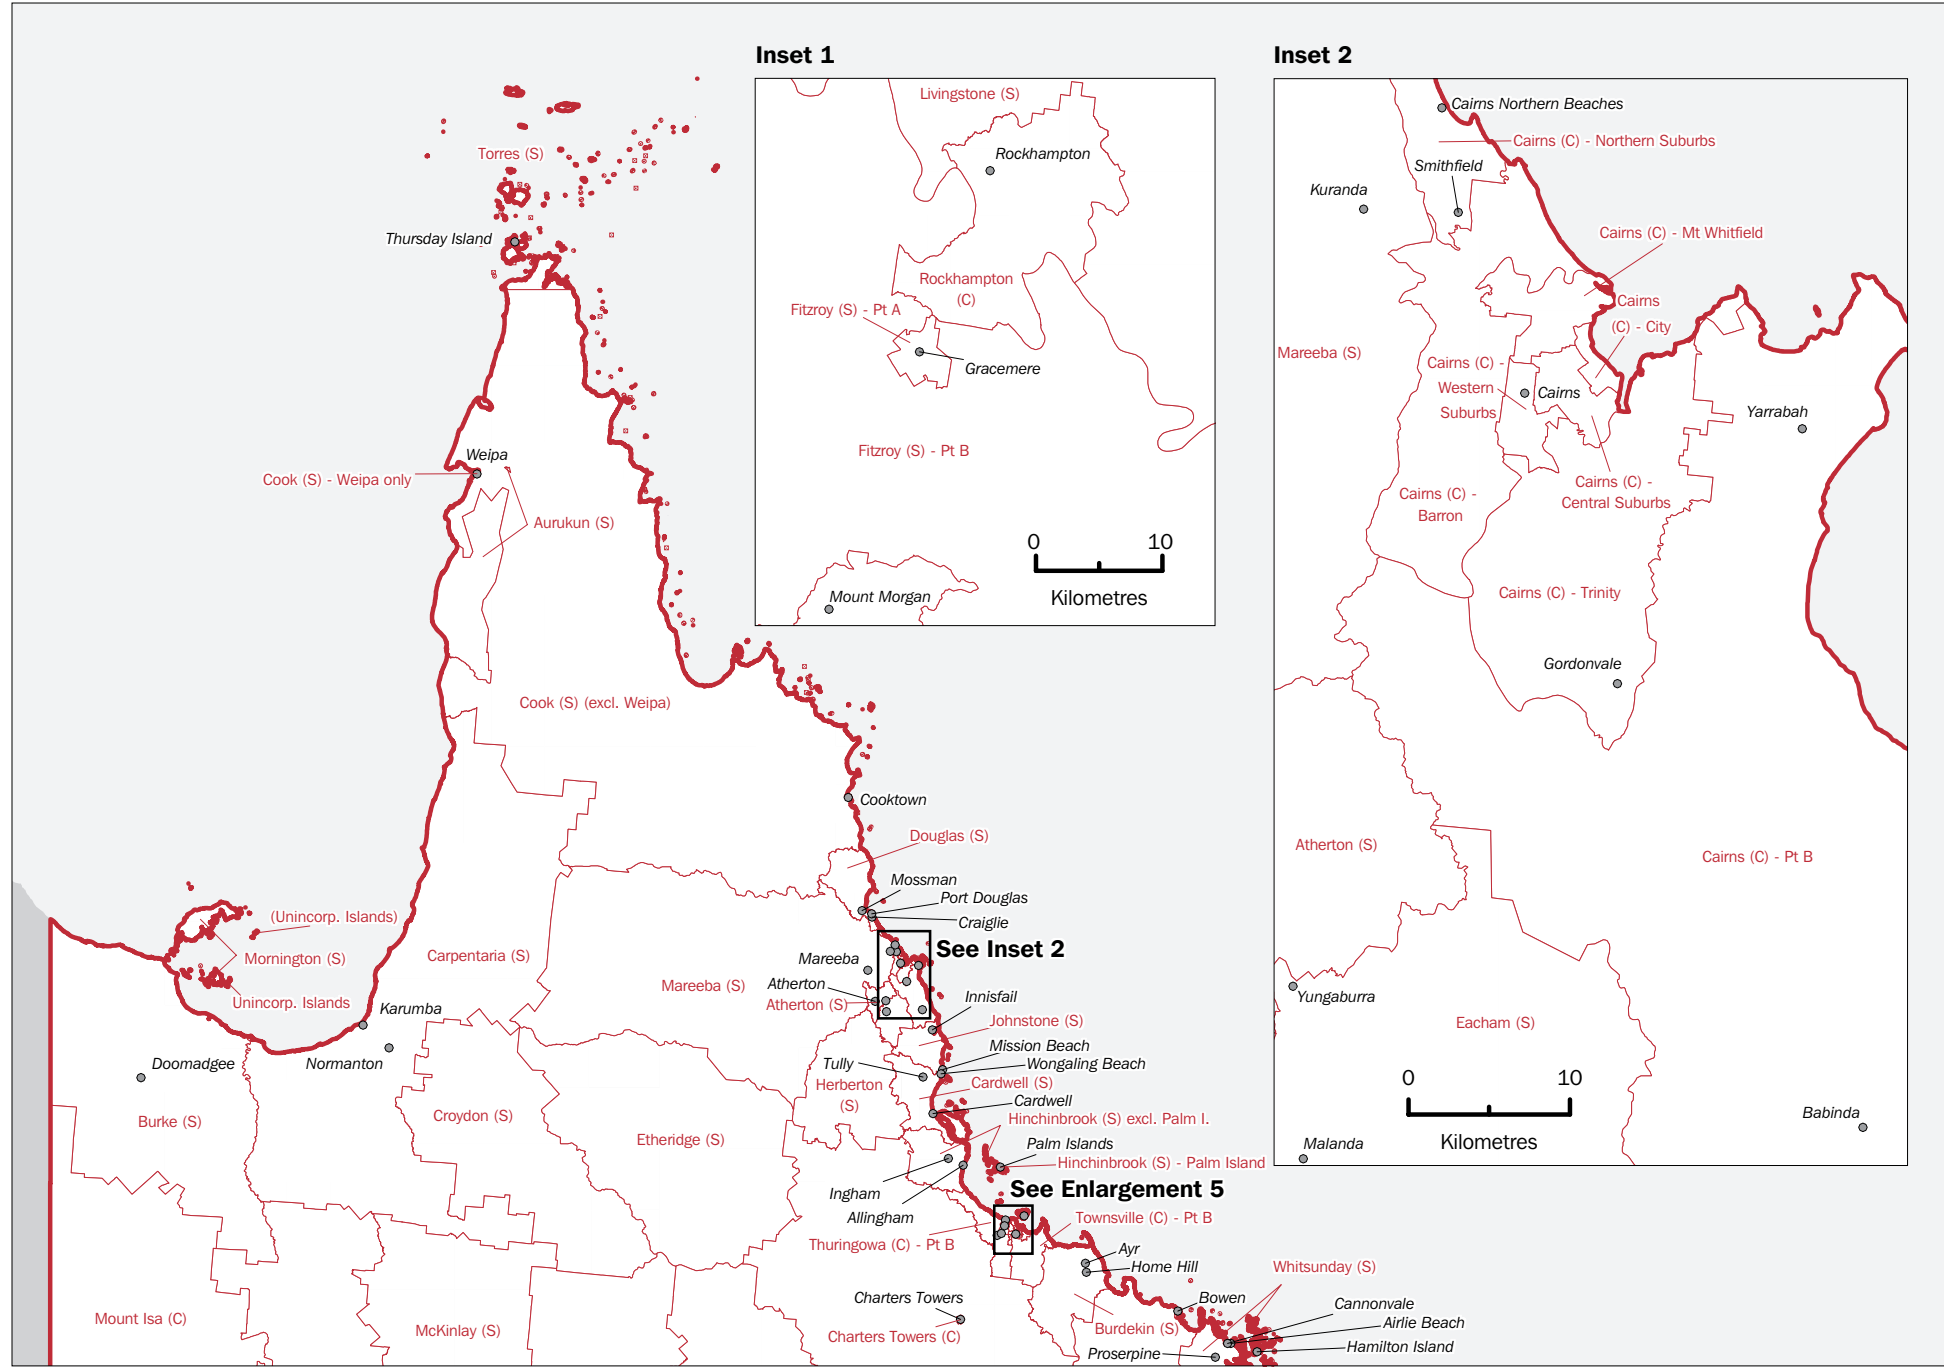 Inset 1
Inset 2
Livingstone (S)
Rockhampton
Rockhampton
(C)
Fitzroy (S) - Pt A
Gracemere
Fitzroy (S) - Pt B
0 10
Kilometres
Mount Morgan
Cairns Northern Beaches
Cairns (C) - Northern Suburbs
Smithfield
Kuranda
Cairns (C) - Mt Whitfield
Cairns
(C) - City
Mareeba (S)
Cairns (C) -
Western
Suburbs
Cairns
Yarrabah
Cairns (C) -
Central Suburbs
Cairns (C) -
Barron
Cairns (C) - Trinity
Gordonvale
Atherton (S)
Cairns (C) - Pt B
Yungaburra
Eacham (S)
0 10
Kilometres
Babinda
Malanda
Torres (S)
Thursday Island
Weipa
Cook (S) - Weipa only
Aurukun (S)
Cook (S) (excl. Weipa)
Cooktown
Douglas (S)
Mossman
Port Douglas
Craiglie
(Unincorp. Islands)
See Inset 2
Mornington (S)
Carpentaria (S)
Mareeba
Mareeba (S)
Atherton
Atherton (S)
Unincorp. Islands
Karumba
Innisfail
Johnstone (S)
Mission Beach
Doomadgee
Normanton
Tully
Wongaling Beach
Herberton
(S)
Cardwell (S)
Cardwell
Burke (S)
Croydon (S)
Etheridge (S)
Hinchinbrook (S) excl. Palm I.
Palm Islands
Hinchinbrook (S) - Palm Island
Ingham
See Enlargement 5
Allingham
Townsville (C) - Pt B
Thuringowa (C) - Pt B
Ayr
Home Hill
Whitsunday (S)
Charters Towers
Bowen
Cannonvale
Mount Isa (C)
McKinlay (S)
Charters Towers (C)
Burdekin (S)
Airlie Beach
Hamilton Island
Proserpine